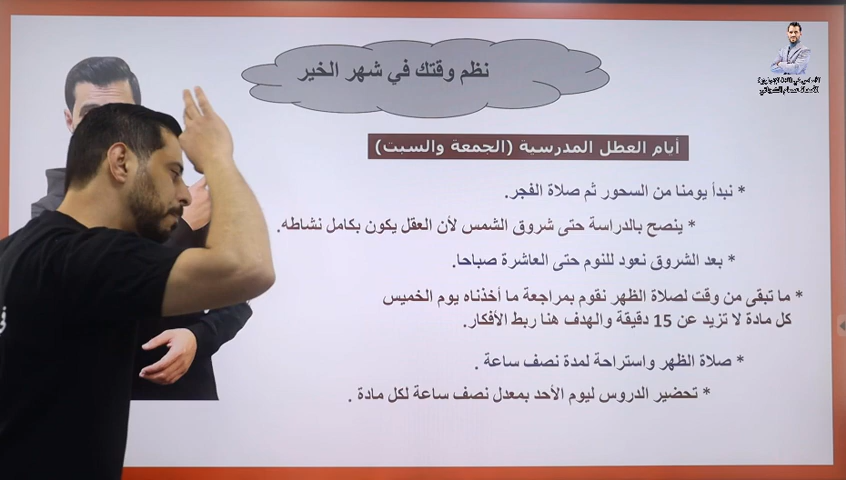 نظم وقتك في شهر الخير
أيام العطل المدرسية (الجمعة والسبت)
* نبدأ يومنا من السحور ثم صلاة الفجر.
* ينصح بالدراسة حتى شروق الشمس لأن العقل يكون بكامل نشاطه.
* بعد الشروق نعود للنوم حتى العاشرة صباحا.
* ما تبقى من وقت لصلاة الظهر نقوم بمراجعة ما أخذناه يوم الخميس
كل مادة لا تزيد عن 15 دقيقة والهدف هنا ربط الأفكار.
* صلاة الظهر واستراحة لمدة نصف ساعة .
* تحضير الدروس ليوم الأحد بمعدل نصف ساعة لكل مادة .